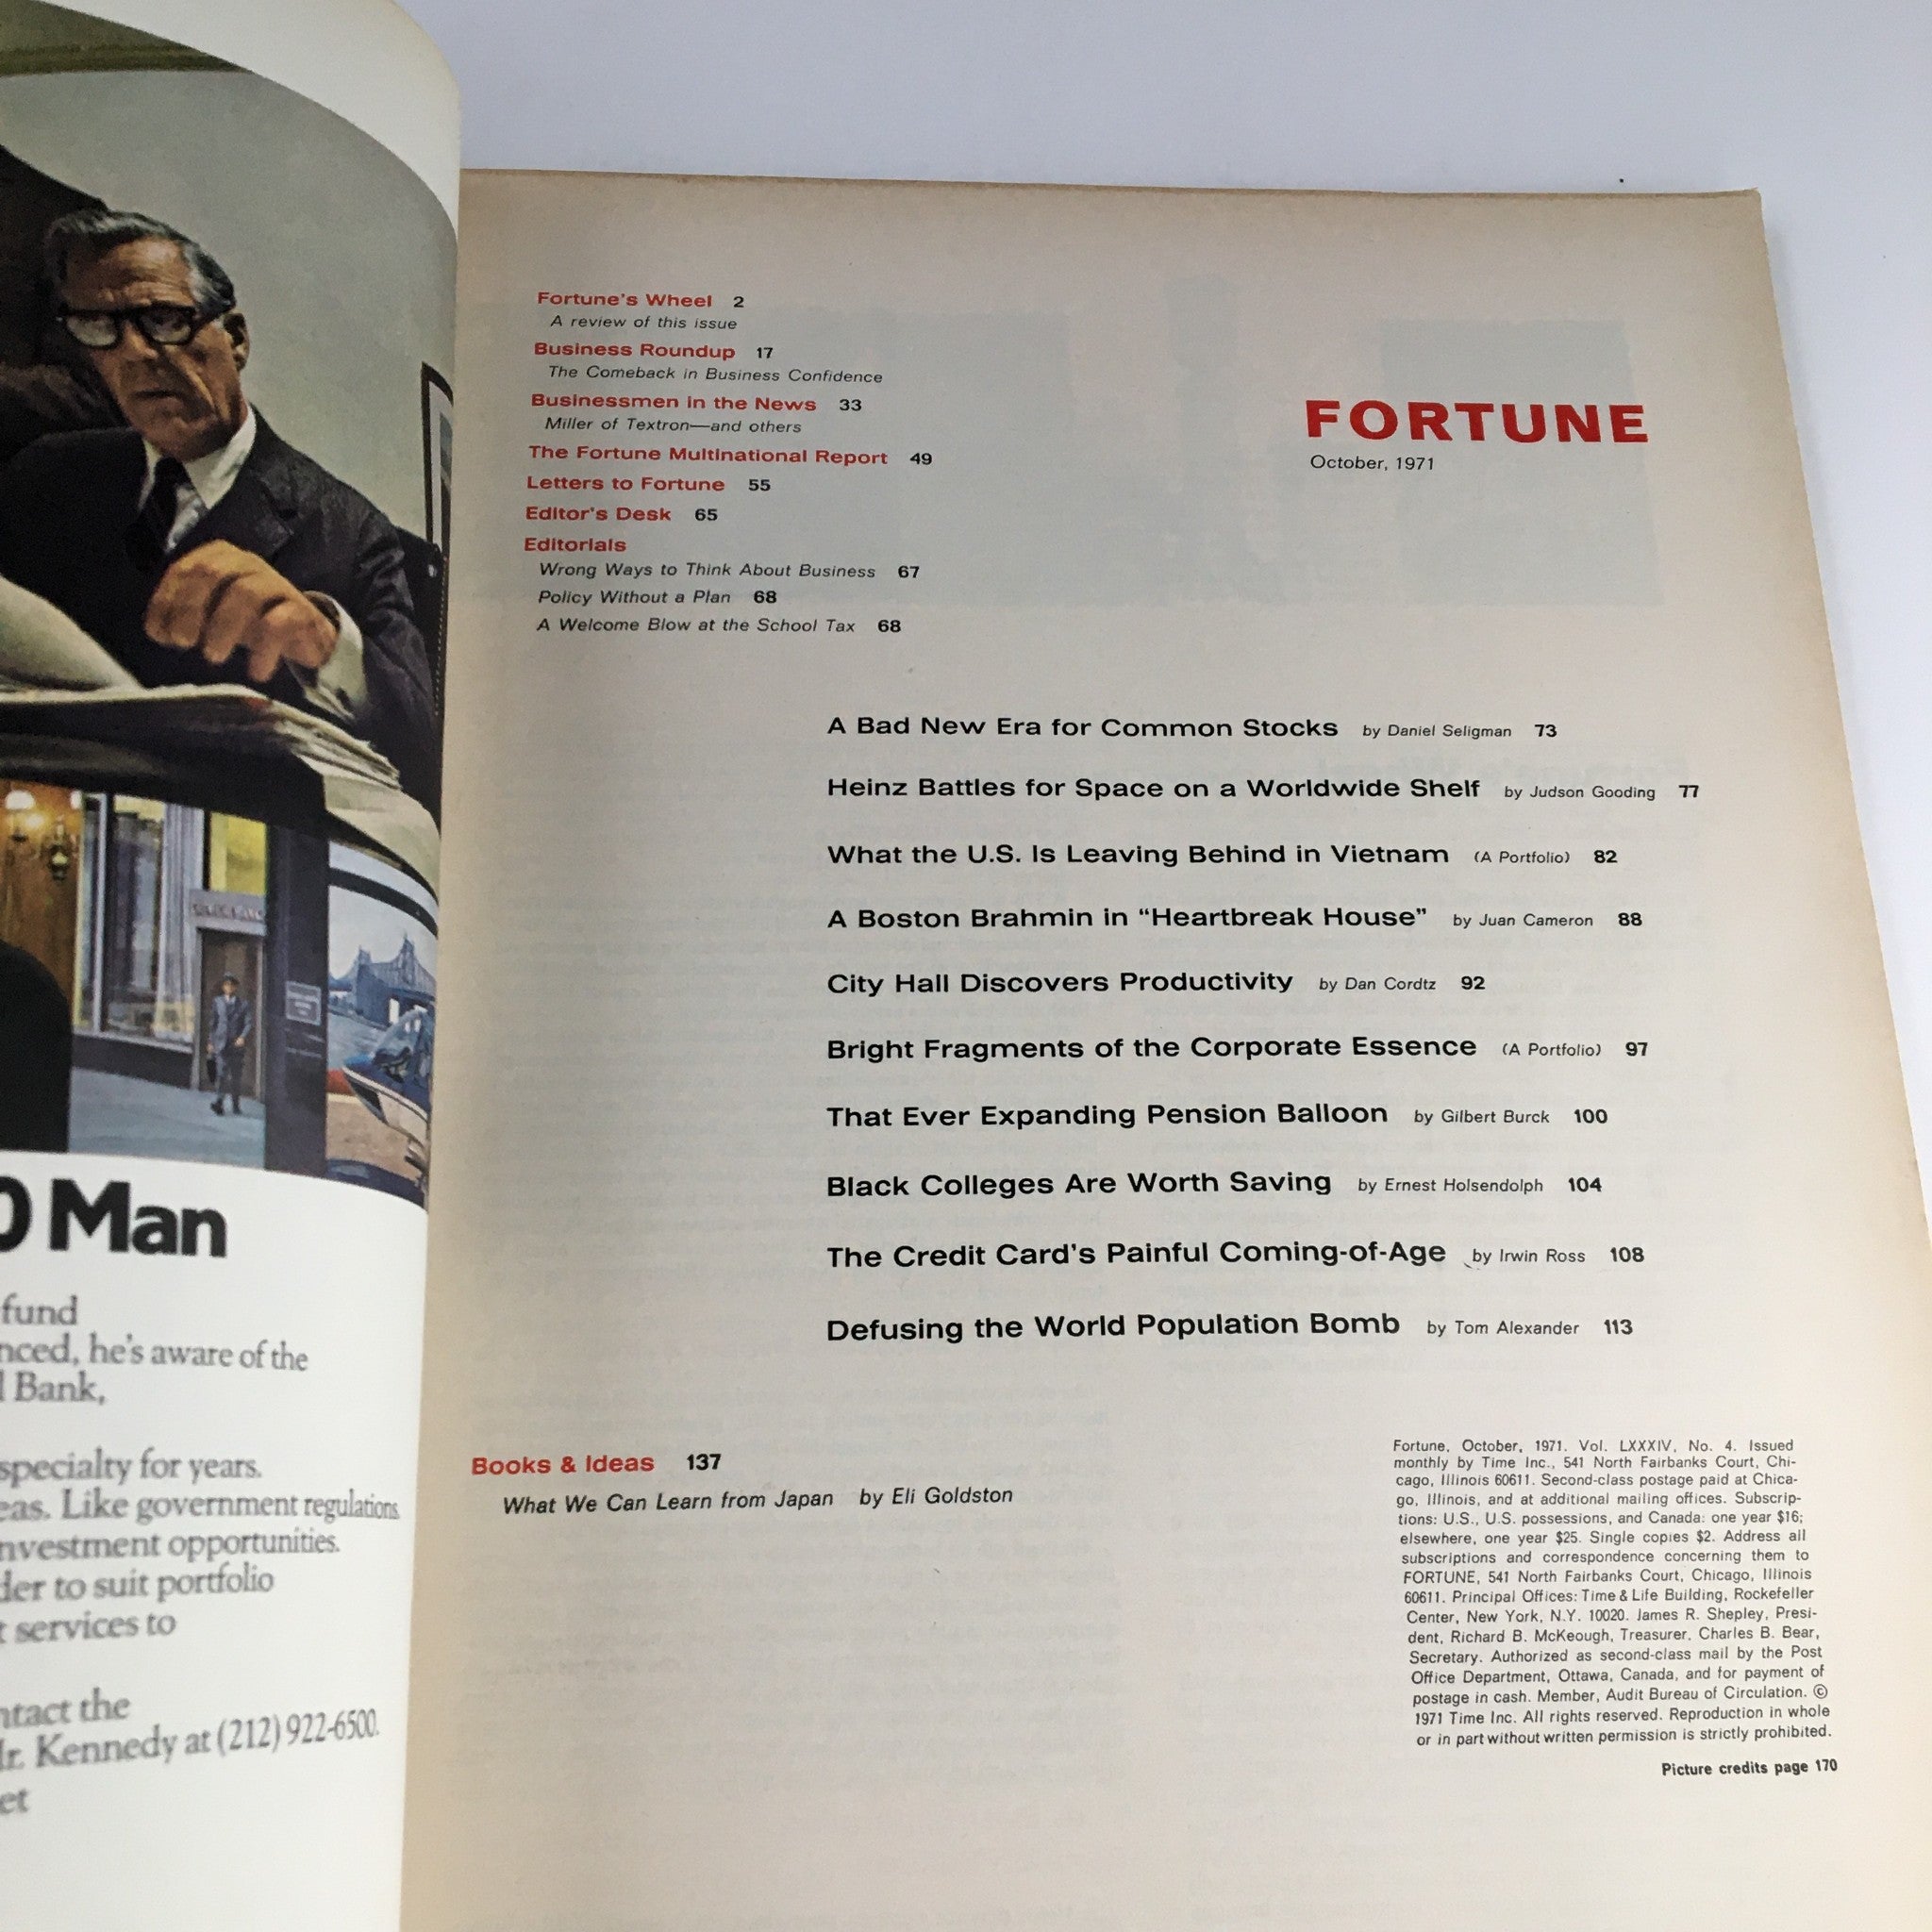 0 Man
fund
nced, he's aware of the
Bank,
specialty for years.
eas. Like government regulations
nvestment opportunities.
der to suit portfolio
services to
ntact the
r. Kennedy at (212) 922-6500.
et
Fortune's Wheel 2
A review of this issue
Business Roundup 17
The Comeback in Business Confidence
Businessmen in the News 33
Miller of Textron—and others
The Fortune Multinational Report 49
Letters to Fortune 55
Editor's Desk 65
Editorials
Wrong Ways to Think About Business 67
Policy Without a Plan 68
A Welcome Blow at the School Tax 68
FORTUNE
October, 1971
A Bad New Era for Common Stocks by Daniel Seligman 73
Heinz Battles for Space on a Worldwide Shelf by Judson Gooding 77
What the U.S. Is Leaving Behind in Vietnam (A Portfolio) 82
A Boston Brahmin in “Heartbreak House” by Juan Cameron 88
City Hall Discovers Productivity by Dan Cordtz 92
Bright Fragments of the Corporate Essence (A Portfolio) 97
That Ever Expanding Pension Balloon by Gilbert Burck 100
Black Colleges Are Worth Saving by Ernest Holsendolph 104
The Credit Card's Painful Coming-of-Age by Irwin Ross 108
Defusing the World Population Bomb by Tom Alexander 113
Books & Ideas 137
What We Can Learn from Japan by Eli Goldston
Fortune, October, 1971. Vol. LXXXIV, No. 4. Issued
monthly by Time Inc., 541 North Fairbanks Court, Chi-
cago, Illinois 60611. Second-class postage paid at Chica-
go, Illinois, and at additional mailing offices. Subscrip-
tions: U.S., U.S. possessions, and Canada: one year $16;
elsewhere, one year $25. Single copies $2. Address all
subscriptions and correspondence concerning them to
FORTUNE, 541 North Fairbanks Court, Chicago, Illinois
60611. Principal Offices: Time & Life Building, Rockefeller
Center, New York, N.Y. 10020. James R. Shepley, Presi-
dent, Richard B. McKeough, Treasurer, Charles B. Bear,
Secretary. Authorized as second-class mail by the Post
Office Department, Ottawa, Canada, and for payment of
postage in cash. Member, Audit Bureau of Circulation. ©
1971 Time Inc. All rights reserved. Reproduction in whole
or in part without written permission is strictly prohibited.
Picture credits page 170